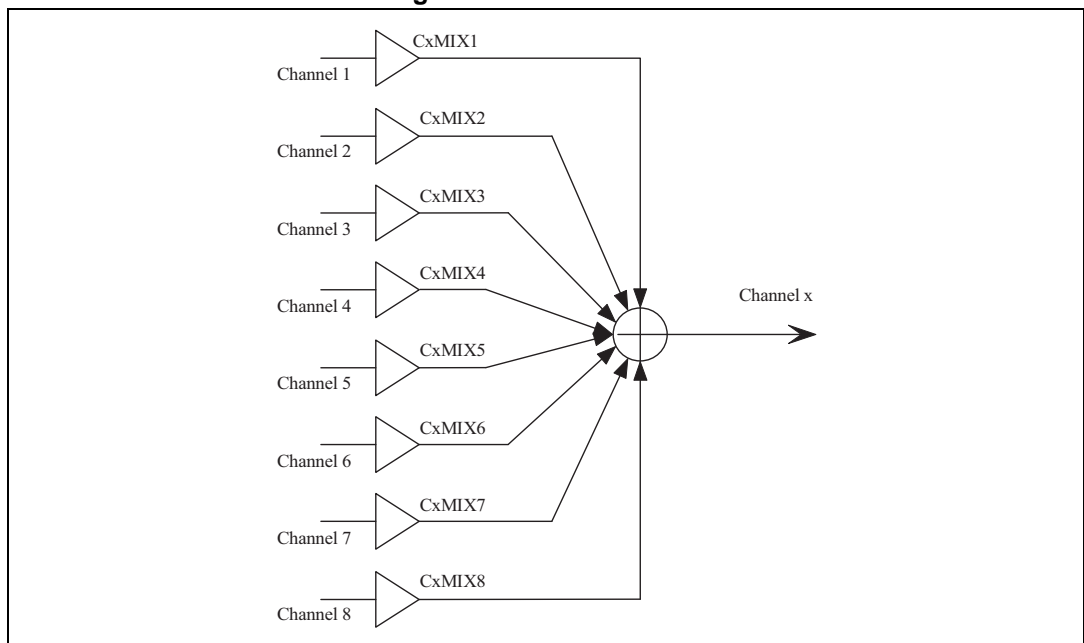 CxMIX1
Channel 1
CxMIX2
Channel 2
CxMIX3
Channel 3
CxMIX4
Channel 4
Channel x
CxMIX5
Channel 5
CxMIX6
Channel 6
CxMIX7
Channel 7
CxMIX8
Channel 8